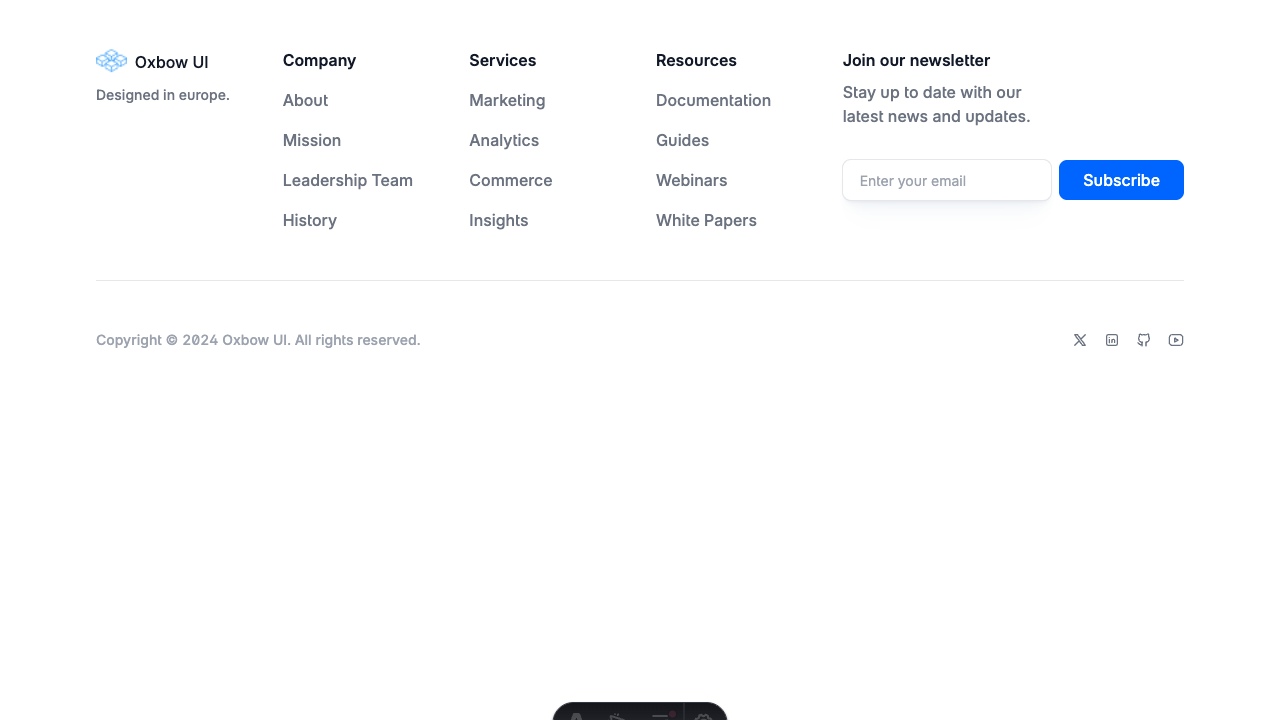 Oxbow UI
Designed in europe.
Company
About
Mission
Leadership Team
History
Services
Marketing
Analytics
Commerce
Insights
Resources
Documentation
Guides
Webinars
White Papers
Join our newsletter
Stay up to date with our
latest news and updates.
Enter your email
Subscribe
Copyright © 2024 Oxbow UI. All rights reserved.